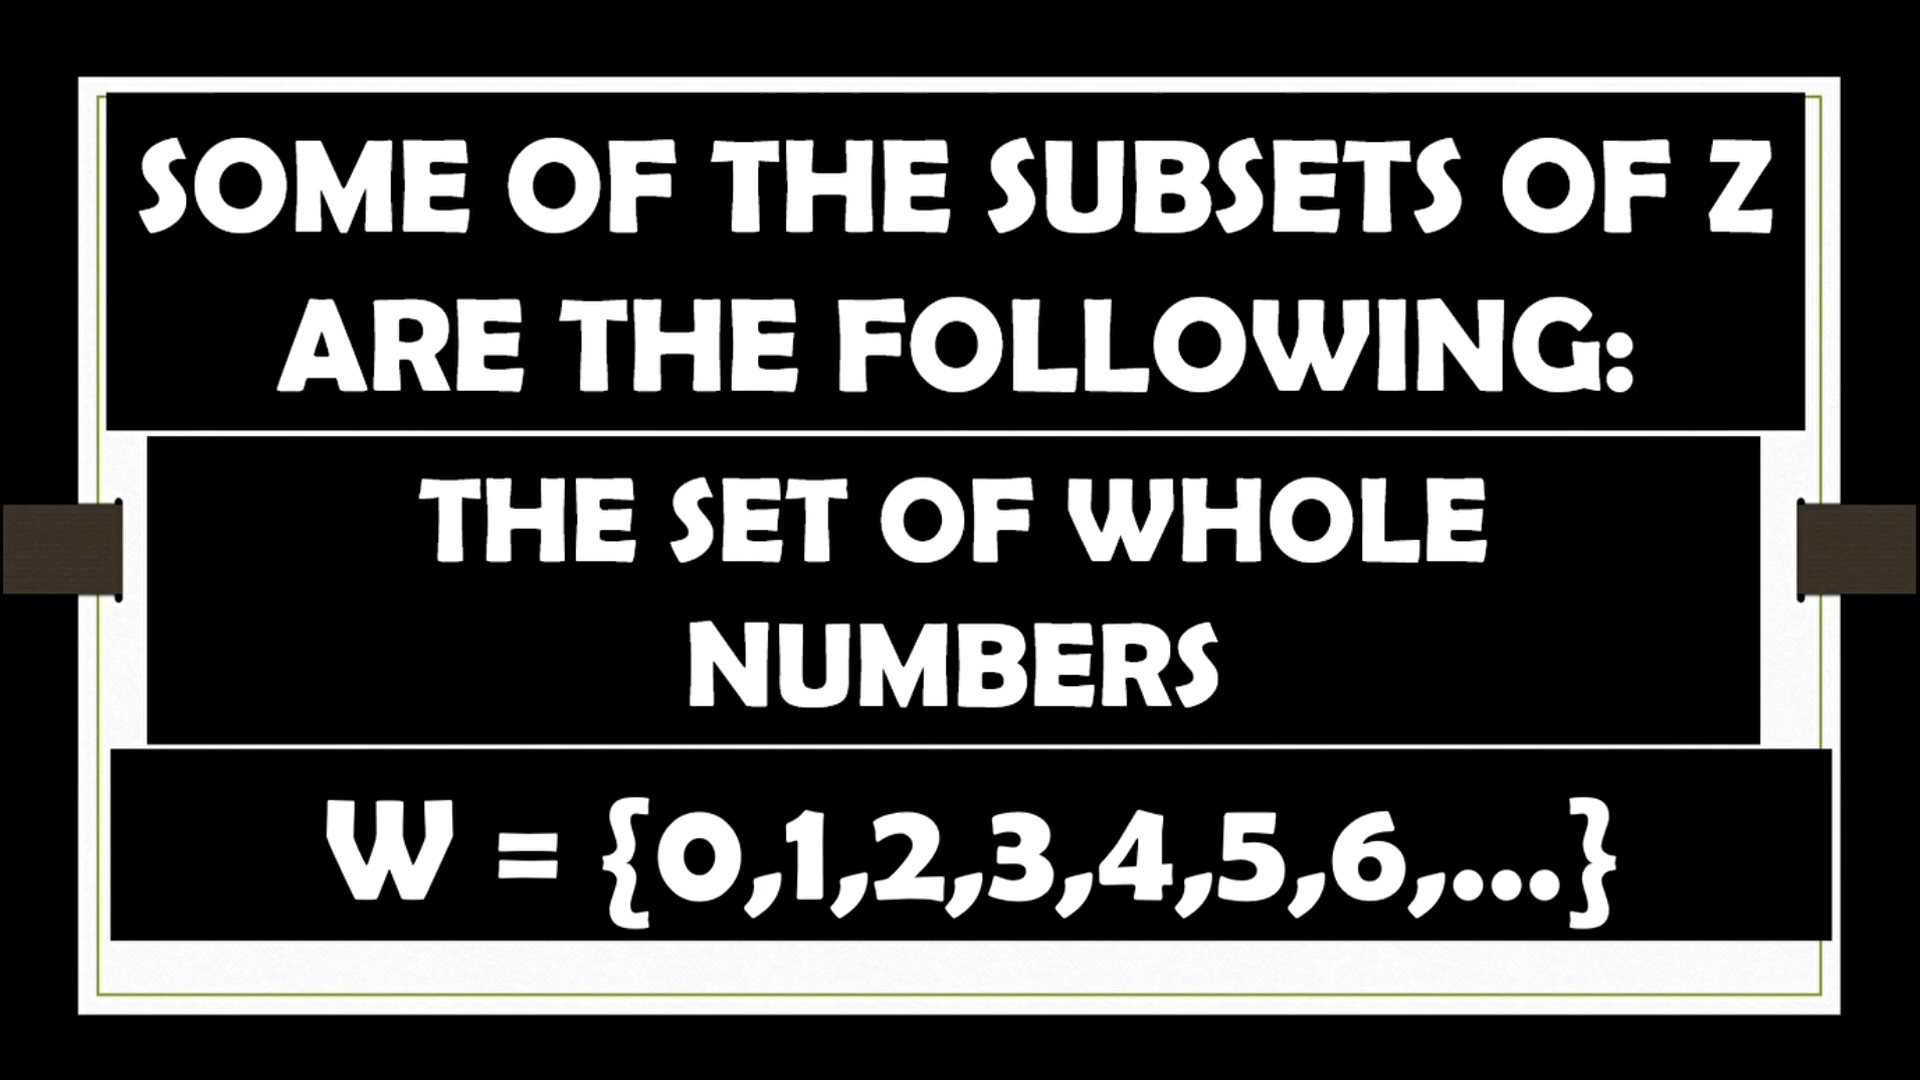 SOME OF THE SUBSETS OF Z
ARE THE FOLLOWING:
THE SET OF WHOLE
NUMBERS
W = {0,1,2,3,4,5,6,...}